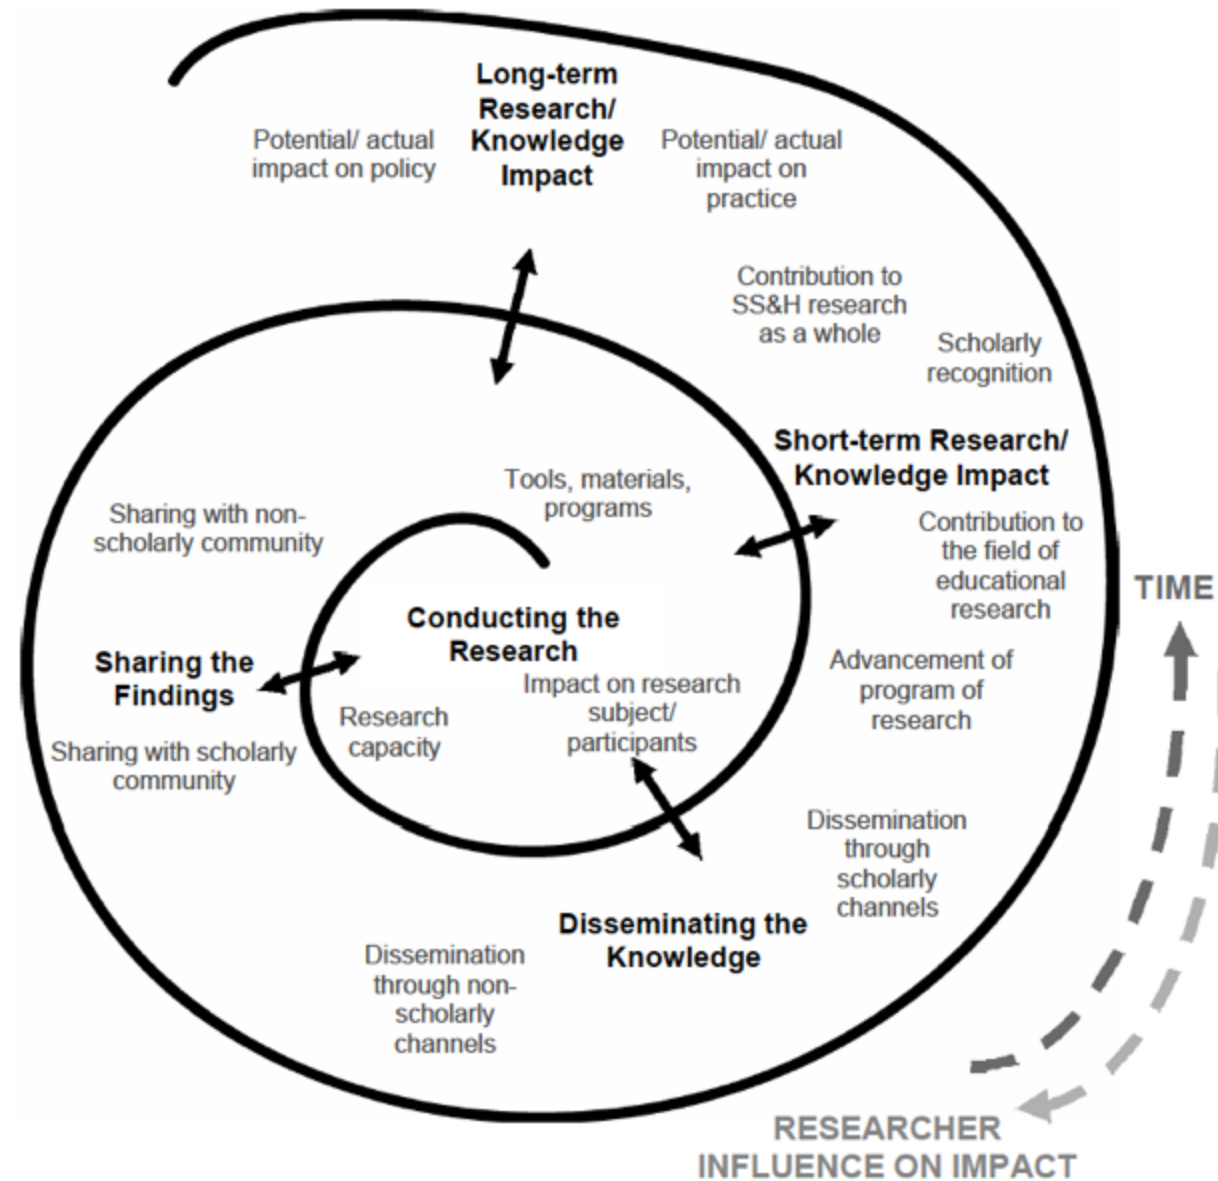 Long-term
Research/
Knowledge
Impact
Potential/ actual
impact on policy
Potential/ actual
impact on
practice
Contribution to
SS&H research
as a whole
Scholarly
recognition
Short-term Research/
Knowledge Impact
Tools, materials,
programs
Sharing with non-
scholarly community
Contribution to
the field of
educational
research
TIME
Conducting the
Research
Sharing the
Findings
Impact on research
subject/
participants
Advancement of
program of
research
Research
capacity
Sharing with scholarly
community
Dissemination
through
scholarly
channels
Disseminating the
Knowledge
Dissemination
through non-
scholarly
channels
RESEARCHER
INFLUENCE ON IMPACT